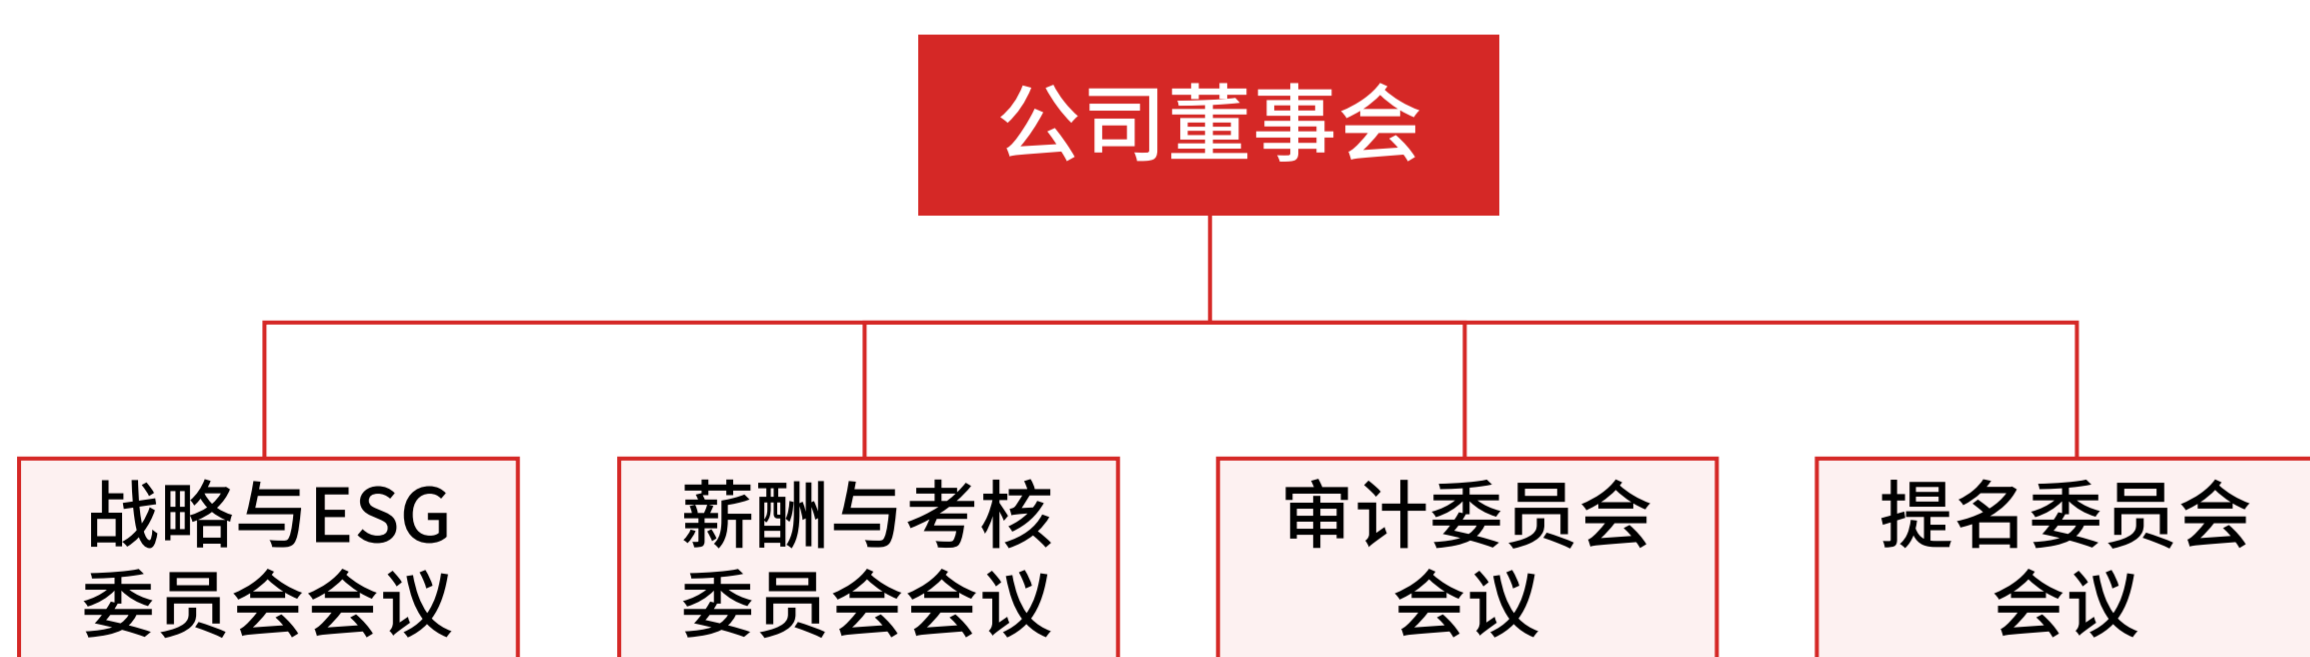 公司董事会
战略与ESG
委员会会议
薪酬与考核
委员会会议
审计委员会
会议
提名委员会
会议